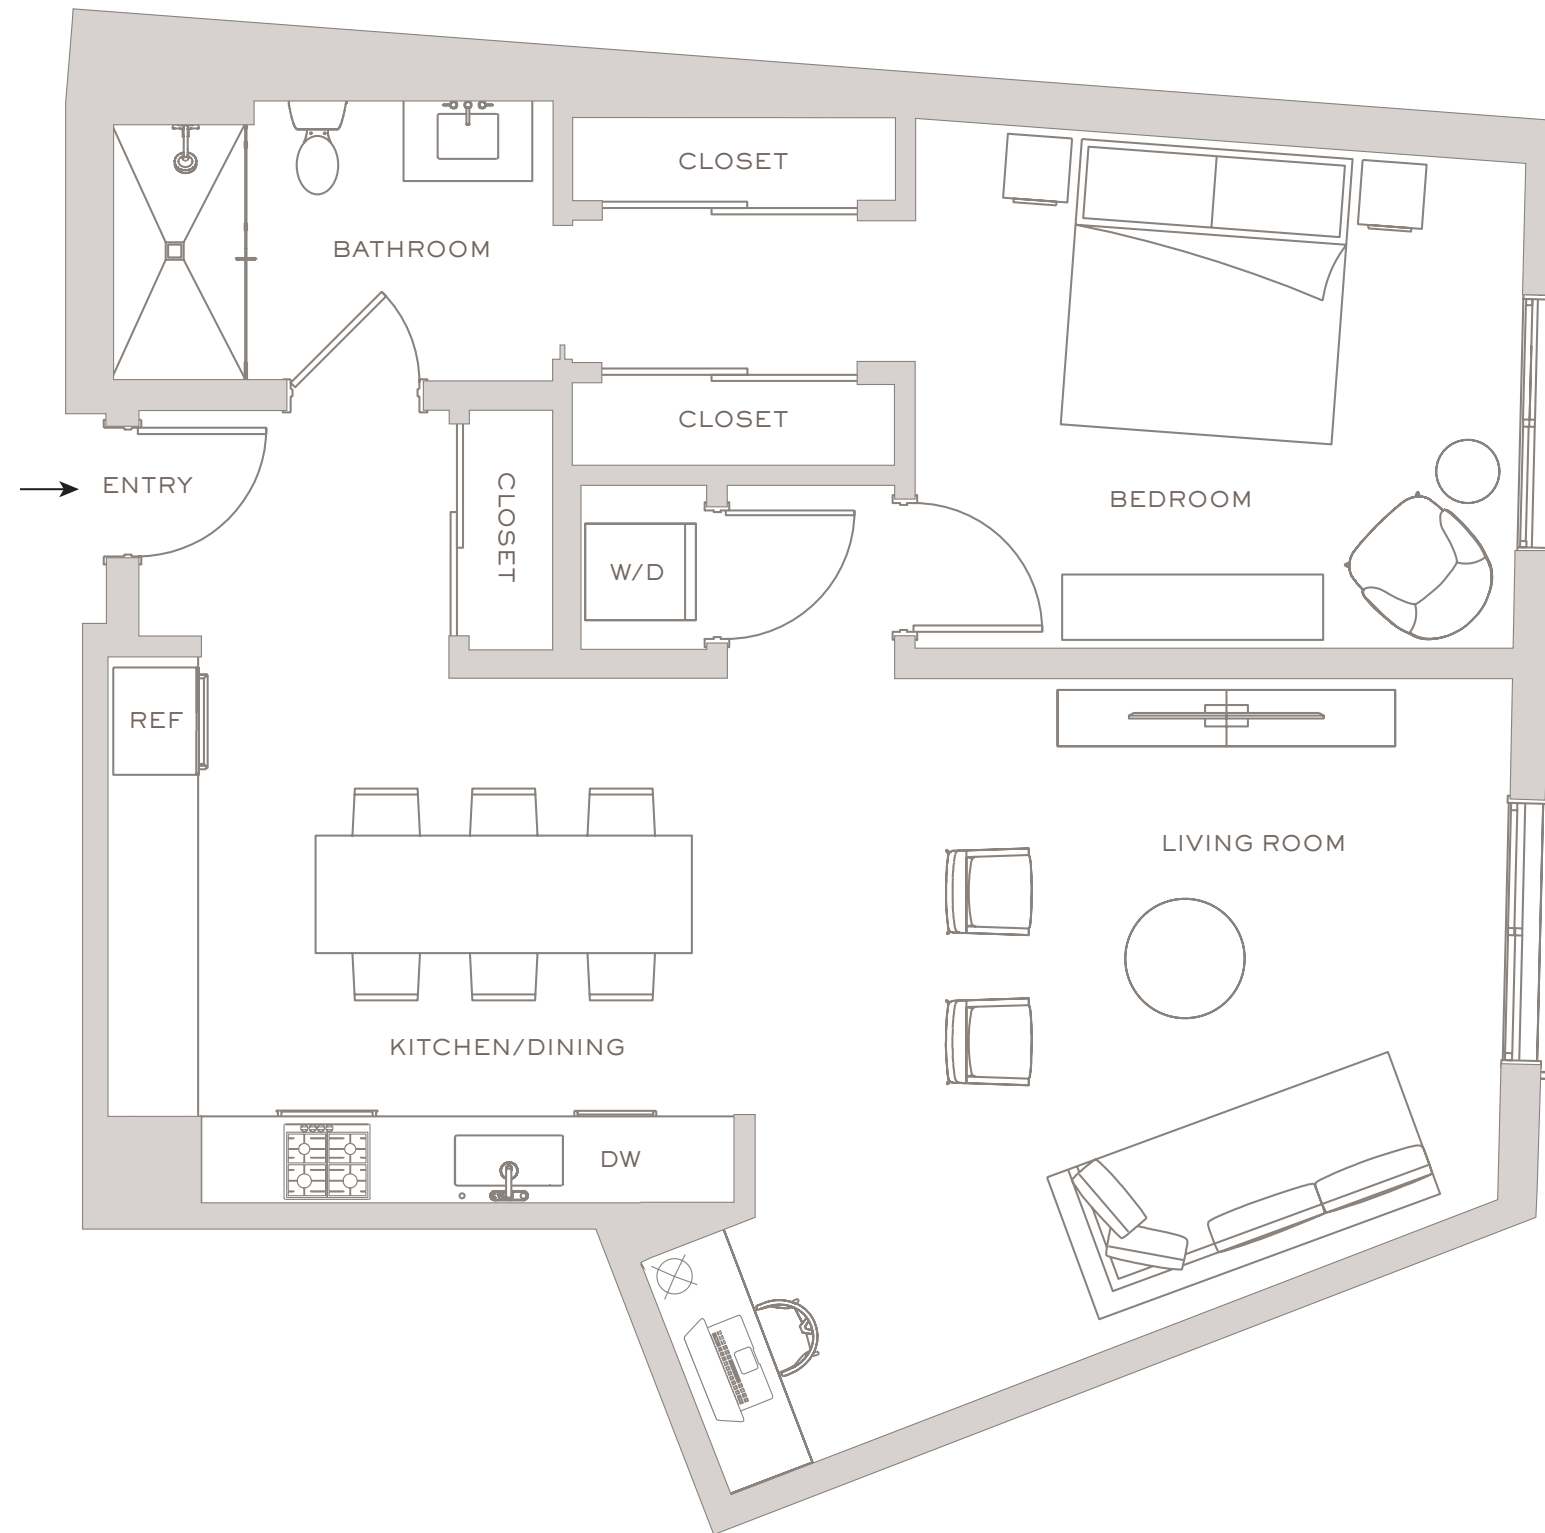 CLOSET
BATHROOM
CLOSET
ENTRY
CLOSET
BEDROOM
W/D
REF
LIVING ROOM
KITCHEN/DINING
DW